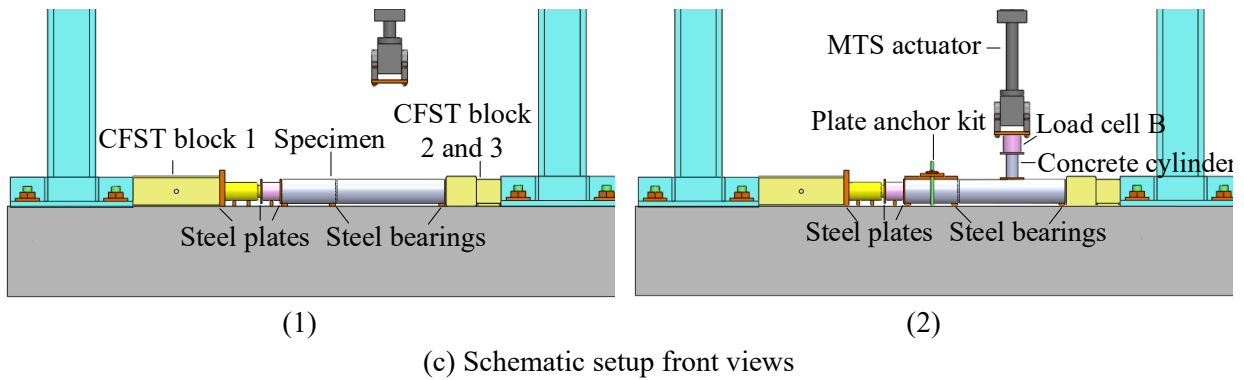 MTS actuator
CFST block 1
Specimen
CFST block
2 and 3
Plate anchor kit
Load cell B
Concrete cylinder
Steel plates
Steel bearings
Steel plates
Steel bearings
(1)
(2)
(c) Schematic setup front views